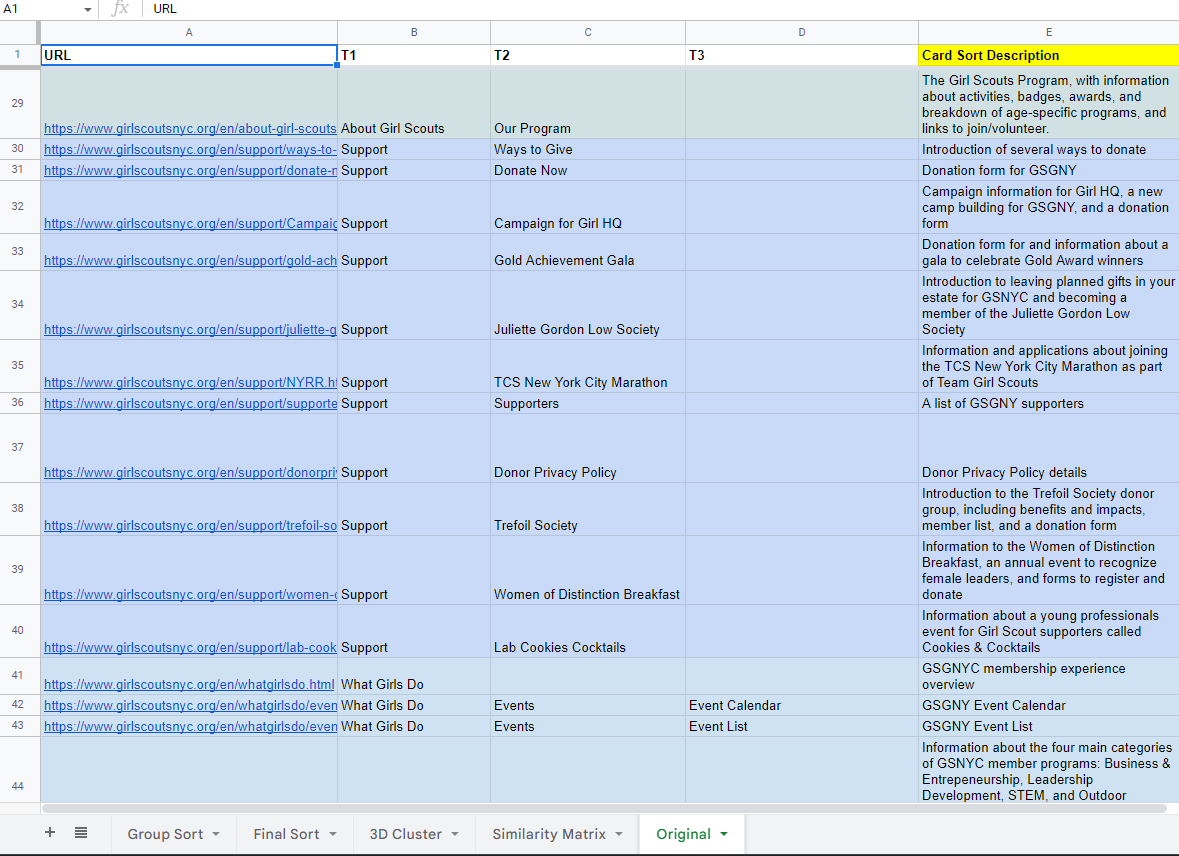 A1 fx URL
A B C D E
1 URL T1 T2 T3 Card Sort Description
The Girl Scouts Program, with information
about activities, badges, awards, and
breakdown of age-specific programs, and
29 https://www.girlscoutsnyc.org/en/about-girl-scouts About Girl Scouts Our Program links to join/volunteer.
30 https://www.girlscoutsnyc.org/en/support/ways-to- Support Ways to Give Introduction of several ways to donate
31 https://www.girlscoutsnyc.org/en/support/donate-n Support Donate Now Donation form for GSGNY
Campaign information for Girl HQ, a new
camp building for GSGNY, and a donation
32 https://www.girlscoutsnyc.org/en/support/Campaig Support Campaign for Girl HQ form
Donation form for and information about a
33 https://www.girlscoutsnyc.org/en/support/gold-ach Support Gold Achievement Gala gala to celebrate Gold Award winners
Introduction to leaving planned gifts in your
estate for GSNYC and becoming a
member of the Juliette Gordon Low
34 https://www.girlscoutsnyc.org/en/support/juliette-g Support Juliette Gordon Low Society Society
Information and applications about joining
the TCS New York City Marathon as part
35 https://www.girlscoutsnyc.org/en/support/NYRR.ht Support TCS New York City Marathon of Team Girl Scouts
36 https://www.girlscoutsnyc.org/en/support/supporte Support Supporters A list of GSGNY supporters
37 https://www.girlscoutsnyc.org/en/support/donorpri Support Donor Privacy Policy Donor Privacy Policy details
Introduction to the Trefoil Society donor
group, including benefits and impacts,
38 https://www.girlscoutsnyc.org/en/support/trefoil-so Support Trefoil Society member list, and a donation form
Information to the Women of Distinction
Breakfast, an annual event to recognize
female leaders, and forms to register and
39 https://www.girlscoutsnyc.org/en/support/women-o Support Women of Distinction Breakfast donate
Information about a young professionals
event for Girl Scout supporters called
40 https://www.girlscoutsnyc.org/en/support/lab-cook Support Lab Cookies Cocktails Cookies & Cocktails
GSGNYC membership experience
41 https://www.girlscoutsnyc.org/en/whatgirlsdo.html What Girls Do overview
42 https://www.girlscoutsnyc.org/en/whatgirlsdo/even What Girls Do Events Event Calendar GSGNY Event Calendar
43 https://www.girlscoutsnyc.org/en/whatgirlsdo/even What Girls Do Events Event List GSGNY Event List
Information about the four main categories
of GSNYC member programs: Business &
44 Entrepeneurship, Leadership
Development, STEM, and Outdoor
Group Sort Final Sort 3D Cluster Similarity Matrix Original